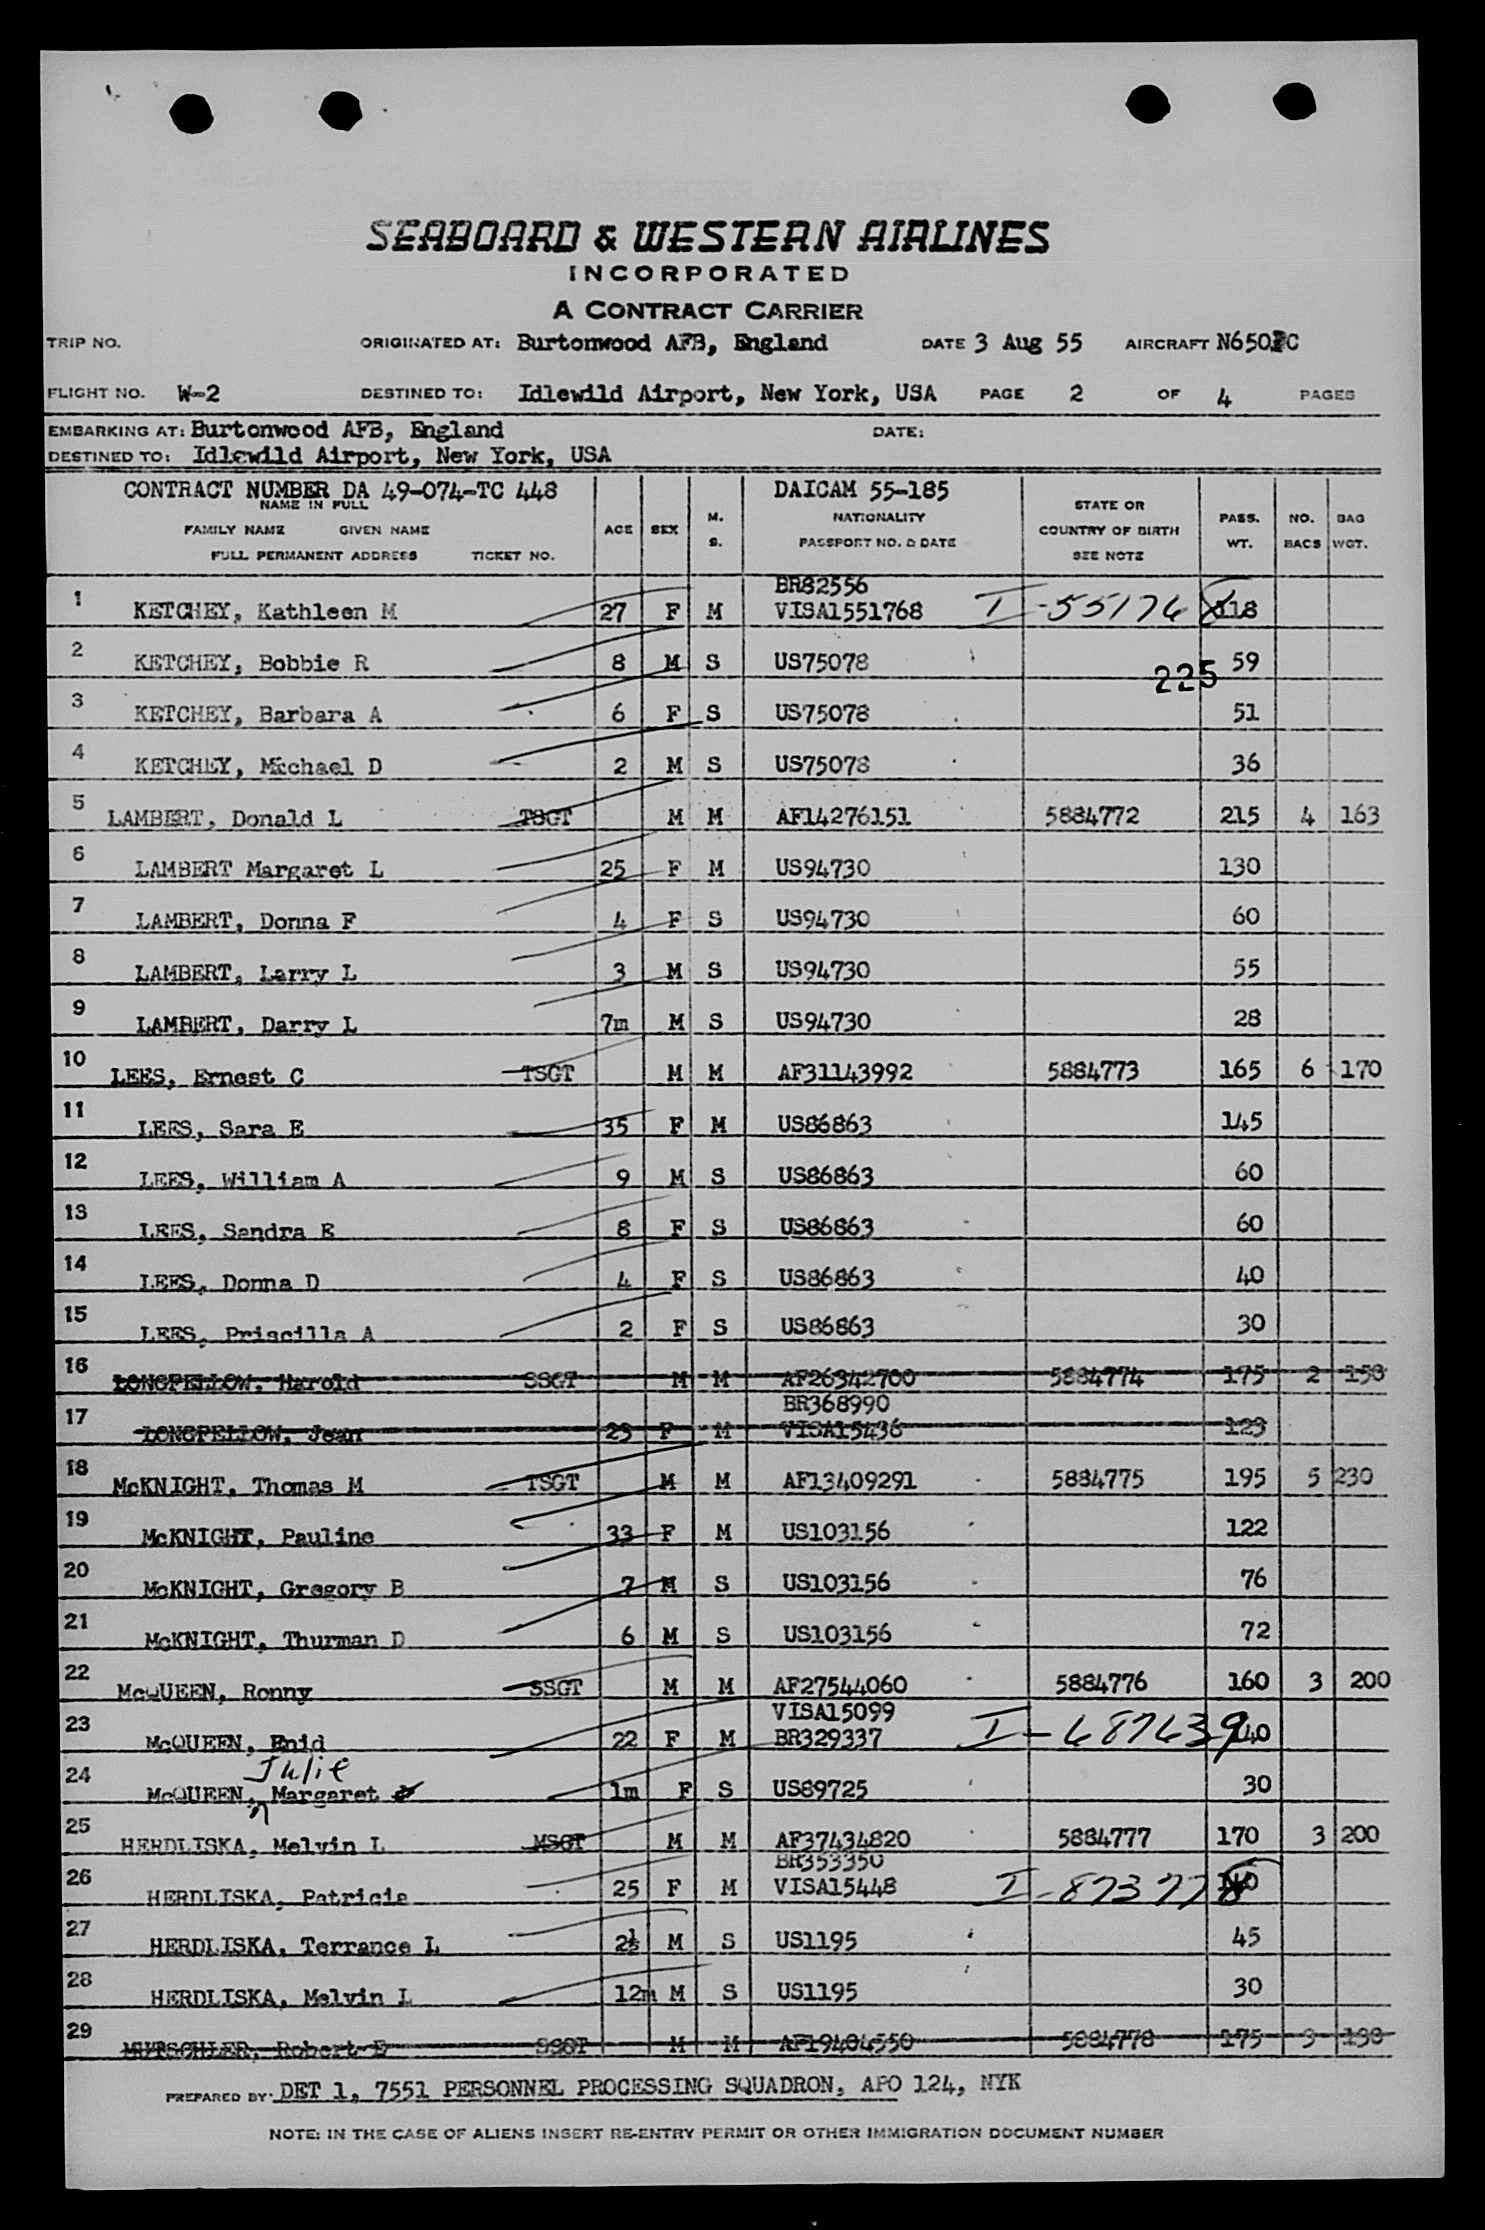 SEABOARD & WESTERN AIRLINES
INCORPORATED
A CONTRACT CARRIER
TRIP NO. ORIGINATED AT: Burtonwood AFB, England DATE 3 Aug 55 AIRCRAFT N650 C
FLIGHT NO. W-2 DESTINED TO: Idlewild Airport, New York, USA PAGE 2 OF 4 PAGES
EMBARKING AT: Burtonwood AFB, England DATE:
DESTINED TO: Idlewild Airport, New York, USA
CONTRACT NUMBER DA 49-074-TC 448 DAICAM 55-185
NAME IN FULL
FAMILY NAME GIVEN NAME
FULL PERMANENT ADDRESS TICKET NO.
AGE SEX M. S. NATIONALITY PASSPORT NO. & DATE STATE OR COUNTRY OF BIRTH SEE NOTE PASS. WT. NO. BAGS BAG WGT.
BR82556
1 KETCHEY, Kathleen M 27 F M VISA1551768 I-551768 118
2 KETCHEY, Bobbie R 8 M S US75078 59
225
3 KETCHEY, Barbara A 6 F S US75078 51
4 KETCHEY, Michael D 2 M S US75078 36
5 LAMBERT, Donald L TSGT M M AF14276151 5884772 215 4 163
6 LAMBERT Margaret L 25 F M US94730 130
7 LAMBERT, Donna F 4 F S US94730 60
8 LAMBERT, Larry L 3 M S US94730 55
9 LAMBERT, Darry L 7m M S US94730 28
10 LEES, Ernest C TSGT M M AF31143992 5884773 165 6 170
11 LEES, Sara E 35 F M US86863 145
12 LEES, William A 9 M S US86863 60
13 LEES, Sandra E 8 F S US86863 60
14 LEES, Donna D 4 F S US86863 40
15 LEES, Priscilla A 2 F S US86863 30
16 LONGFELLOW, Harold SSGT M M AF26342700 5884774 175 2 150
BR368990
17 LONGFELLOW, Jean 23 F M VISA15436 123
18 McKNIGHT, Thomas M TSGT M M AF13409291 5884775 195 5 230
19 McKNIGHT, Pauline 33 F M US103156 122
20 McKNIGHT, Gregory B 7 M S US103156 76
21 McKNIGHT, Thurman D 6 M S US103156 72
22 McQUEEN, Ronny SSGT M M AF27544060 5884776 160 3 200
VISA15099
23 McQUEEN, Enid 22 F M BR329337 I-687639 140
Julie
24 McQUEEN, Margaret 1m F S US89725 30
25 HERDLISKA, Melvin L MSGT M M AF37434820 5884777 170 3 200
BR353350
26 HERDLISKA, Patricia 25 F M VISA15448 I-873778
27 HERDLISKA, Terrance L 2½ M S US1195 45
28 HERDLISKA, Melvin L 12m M S US1195 30
29 MUTSCHLER, Robert E SSGT M M AF19404550 5884778 175 3 190
PREPARED BY: DET 1, 7551 PERSONNEL PROCESSING SQUADRON, APO 124, NYK
NOTE: IN THE CASE OF ALIENS INSERT RE-ENTRY PERMIT OR OTHER IMMIGRATION DOCUMENT NUMBER